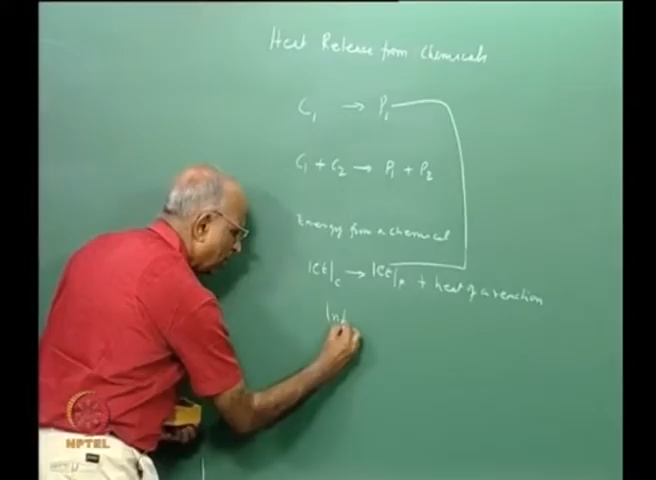 Heat Release from Chemicals
C₁ → P₁
C₁ + C₂ → P₁ + P₂
Energy from a chemical
ICE|c → ICE|p + heat of a reaction
Int
NPTEL